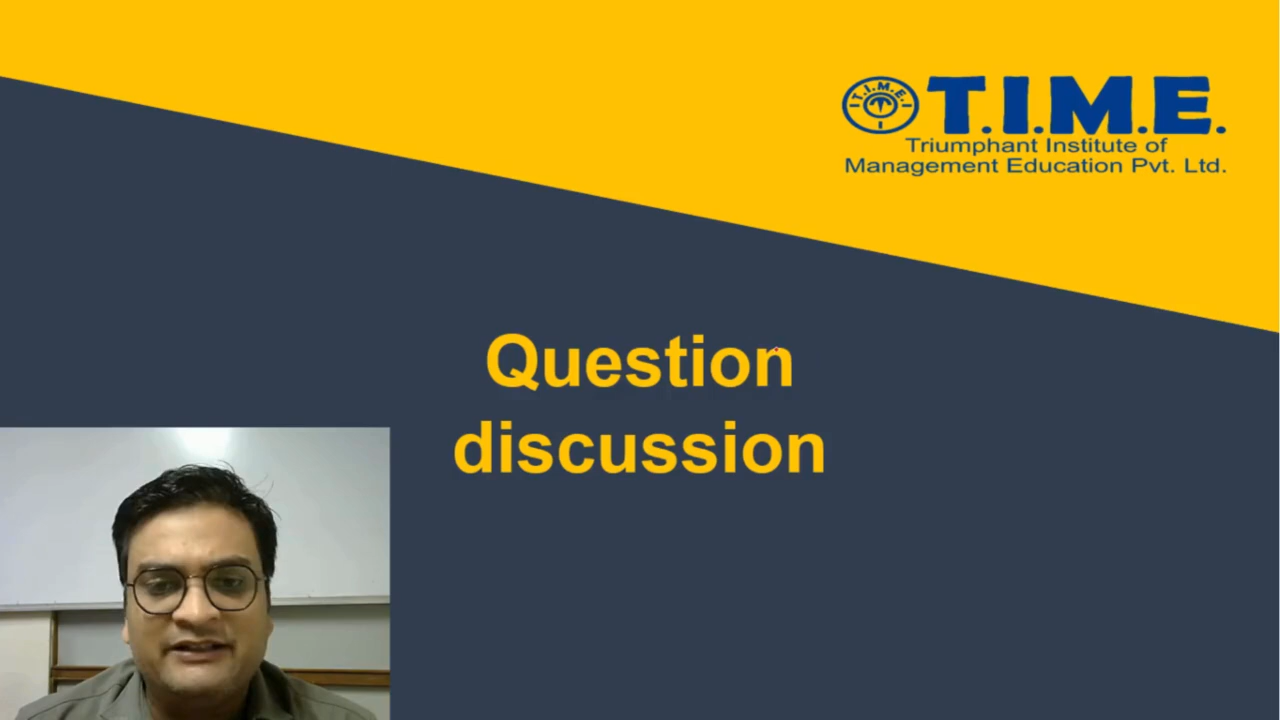 T.I.M.E.
T.I.M.E.
Triumphant Institute of
Management Education Pvt. Ltd.
Question
discussion